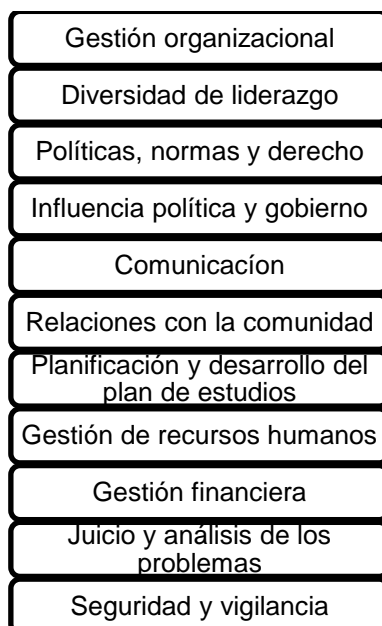 Gestión organizacional
Diversidad de liderazgo
Políticas, normas y derecho
Influencia política y gobierno
Comunicacíon
Relaciones con la comunidad
Planificación y desarrollo del
plan de estudios
Gestión de recursos humanos
Gestión financiera
Juicio y análisis de los
problemas
Seguridad y vigilancia